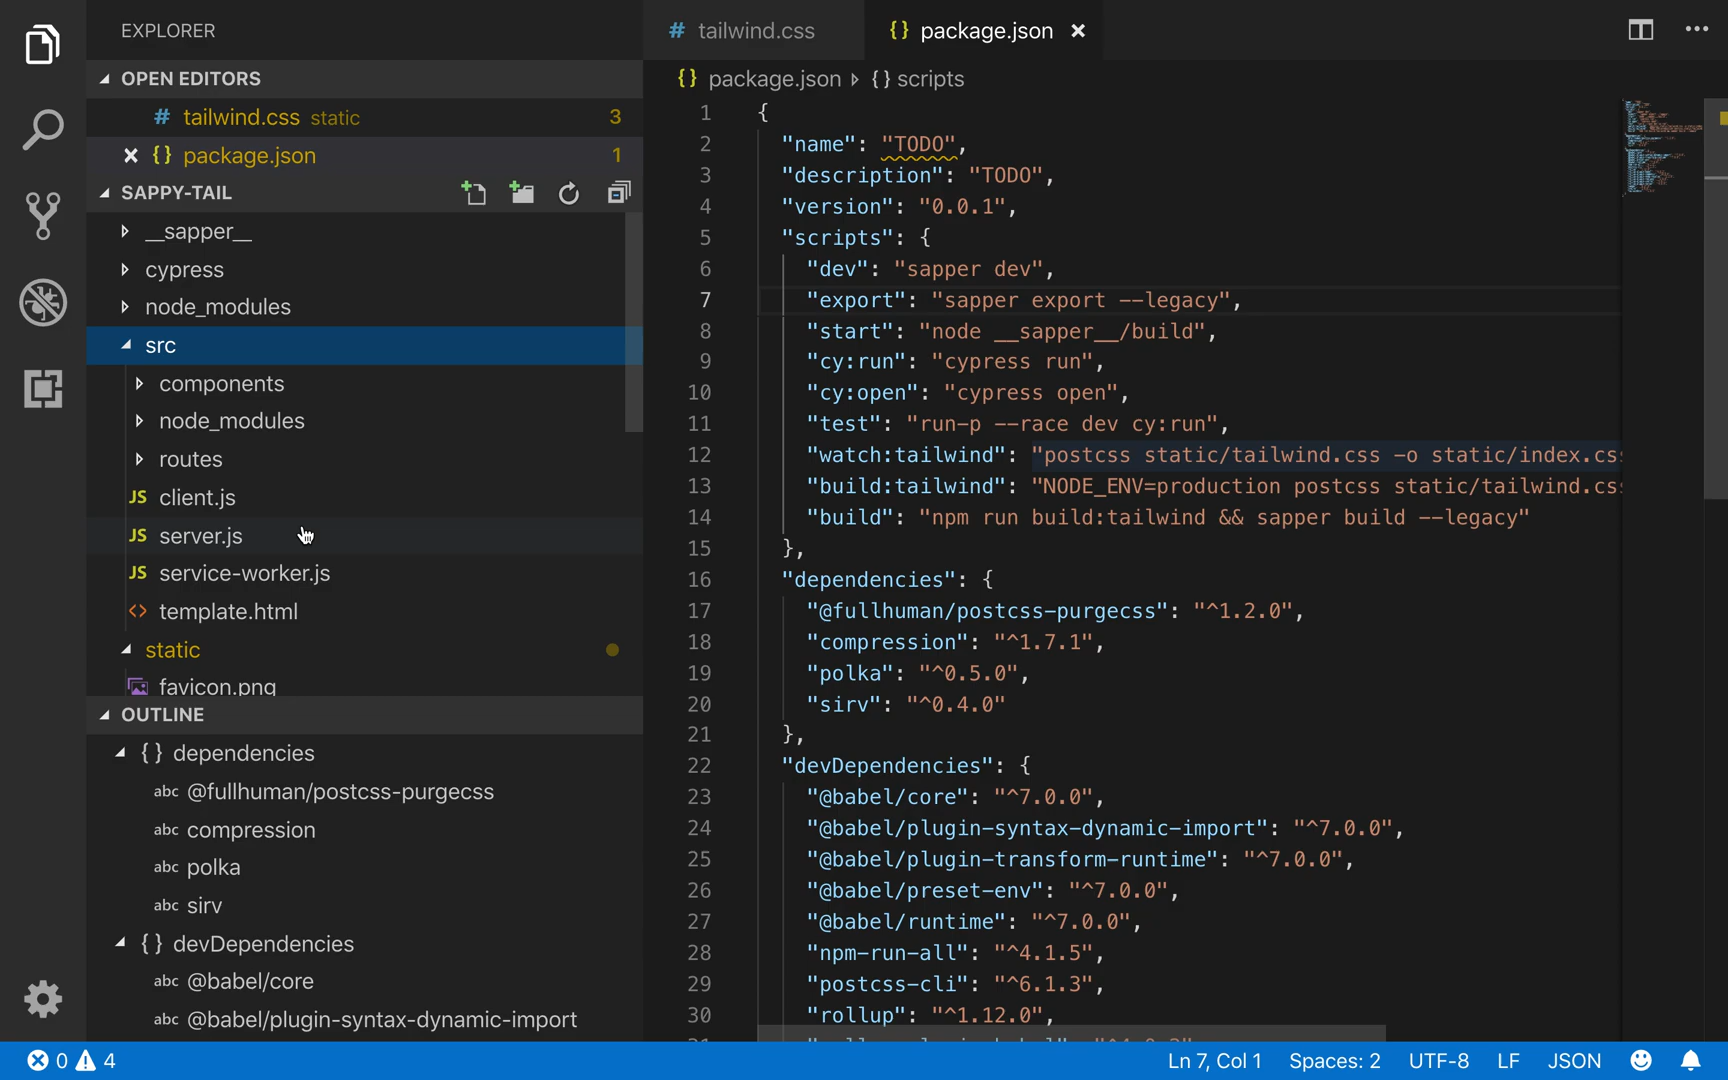 EXPLORER
OPEN EDITORS
# tailwind.css static 3
{} package.json 1
SAPPY-TAIL
__sapper__
cypress
node_modules
src
components
node_modules
routes
JS client.js
JS server.js
JS service-worker.js
<> template.html
static
favicon.png
OUTLINE
{} dependencies
abc @fullhuman/postcss-purgecss
abc compression
abc polka
abc sirv
{} devDependencies
abc @babel/core
abc @babel/plugin-syntax-dynamic-import
# tailwind.css {} package.json
{} package.json {} scripts
1 {
2 "name": "TODO",
3 "description": "TODO",
4 "version": "0.0.1",
5 "scripts": {
6 "dev": "sapper dev",
7 "export": "sapper export --legacy",
8 "start": "node __sapper__/build",
9 "cy:run": "cypress run",
10 "cy:open": "cypress open",
11 "test": "run-p --race dev cy:run",
12 "watch:tailwind": "postcss static/tailwind.css -o static/index.css
13 "build:tailwind": "NODE_ENV=production postcss static/tailwind.css
14 "build": "npm run build:tailwind && sapper build --legacy"
15 },
16 "dependencies": {
17 "@fullhuman/postcss-purgecss": "^1.2.0",
18 "compression": "^1.7.1",
19 "polka": "^0.5.0",
20 "sirv": "^0.4.0"
21 },
22 "devDependencies": {
23 "@babel/core": "^7.0.0",
24 "@babel/plugin-syntax-dynamic-import": "^7.0.0",
25 "@babel/plugin-transform-runtime": "^7.0.0",
26 "@babel/preset-env": "^7.0.0",
27 "@babel/runtime": "^7.0.0",
28 "npm-run-all": "^4.1.5",
29 "postcss-cli": "^6.1.3",
30 "rollup": "^1.12.0",
0 4 Ln 7, Col 1 Spaces: 2 UTF-8 LF JSON